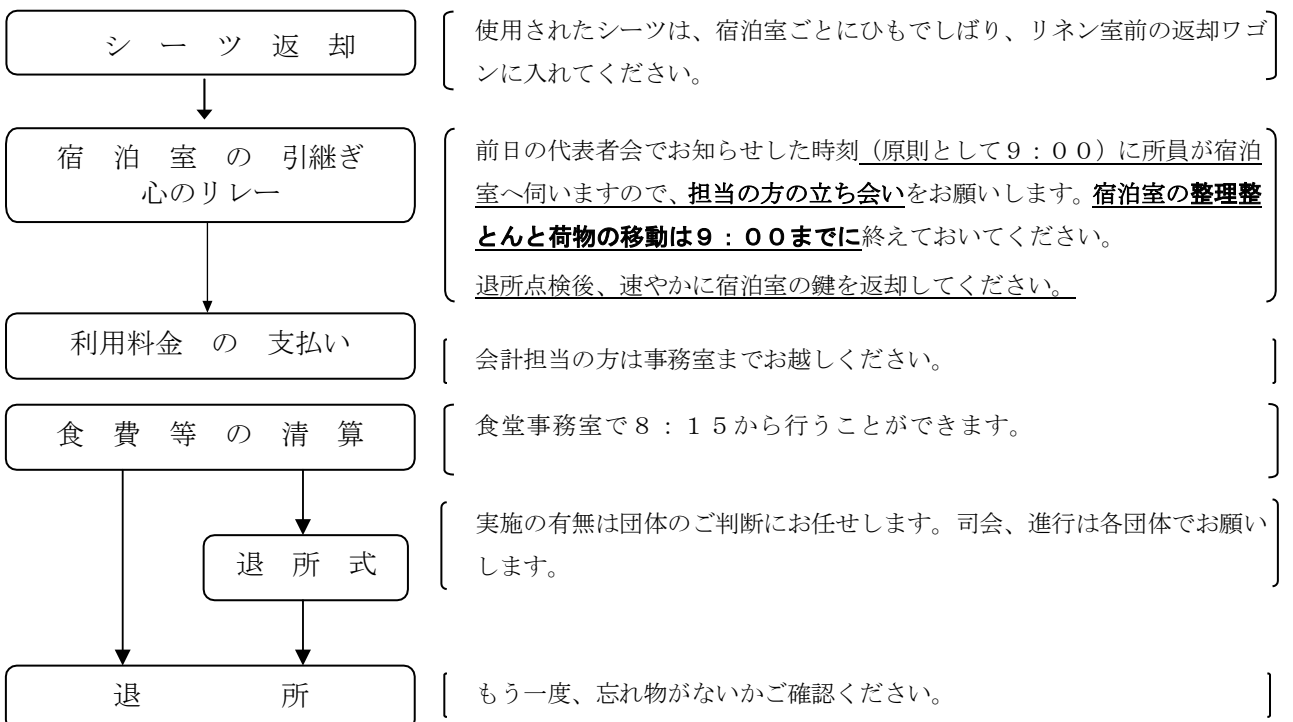 シーツ返却
使用されたシーツは、宿泊室ごとにひもでしばり、リネン室前の返却ワゴ
ンに入れてください。
宿泊室の引継ぎ
心のリレー
前日の代表者会でお知らせした時刻（原則として９：００）に所員が宿泊
室へ伺いますので、担当の方の立ち会いをお願いします。宿泊室の整理整
とんと荷物の移動は９：００までに終えておいてください。
退所点検後、速やかに宿泊室の鍵を返却してください。
利用料金の支払い
会計担当の方は事務室までお越しください。
食費等の清算
食堂事務室で８：１５から行うことができます。
実施の有無は団体のご判断にお任せします。司会、進行は各団体でお願い
します。
退所式
退所
もう一度、忘れ物がないかご確認ください。